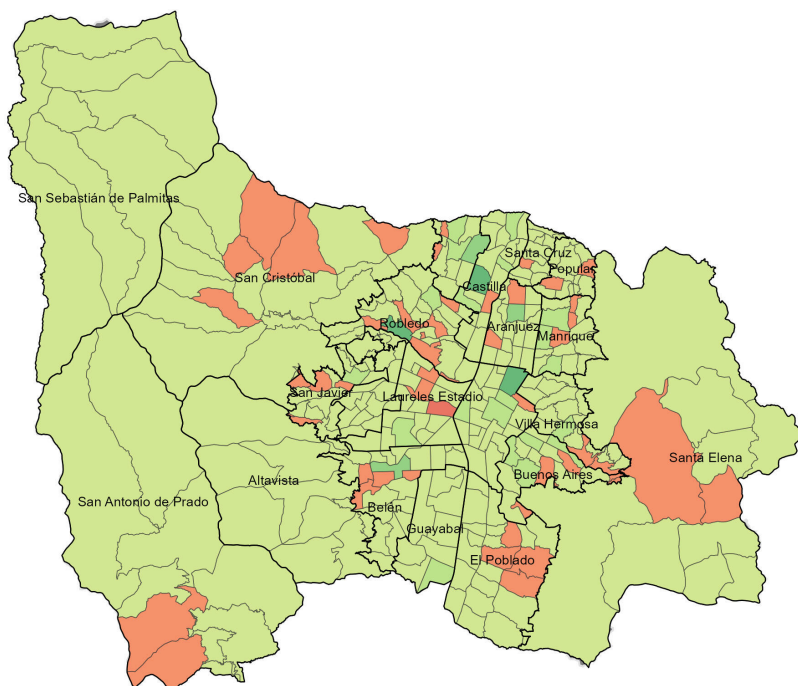 San Sebastián de Palmitas
San Cristóbal
Santa Cruz
Popular
Castilla
Robledo
Aranjuez
Manrique
San Javier
Laureles Estadio
Villa Hermosa
Santa Elena
Buenos Aires
Altavista
San Antonio de Prado
Belén
Guayabal
El Poblado